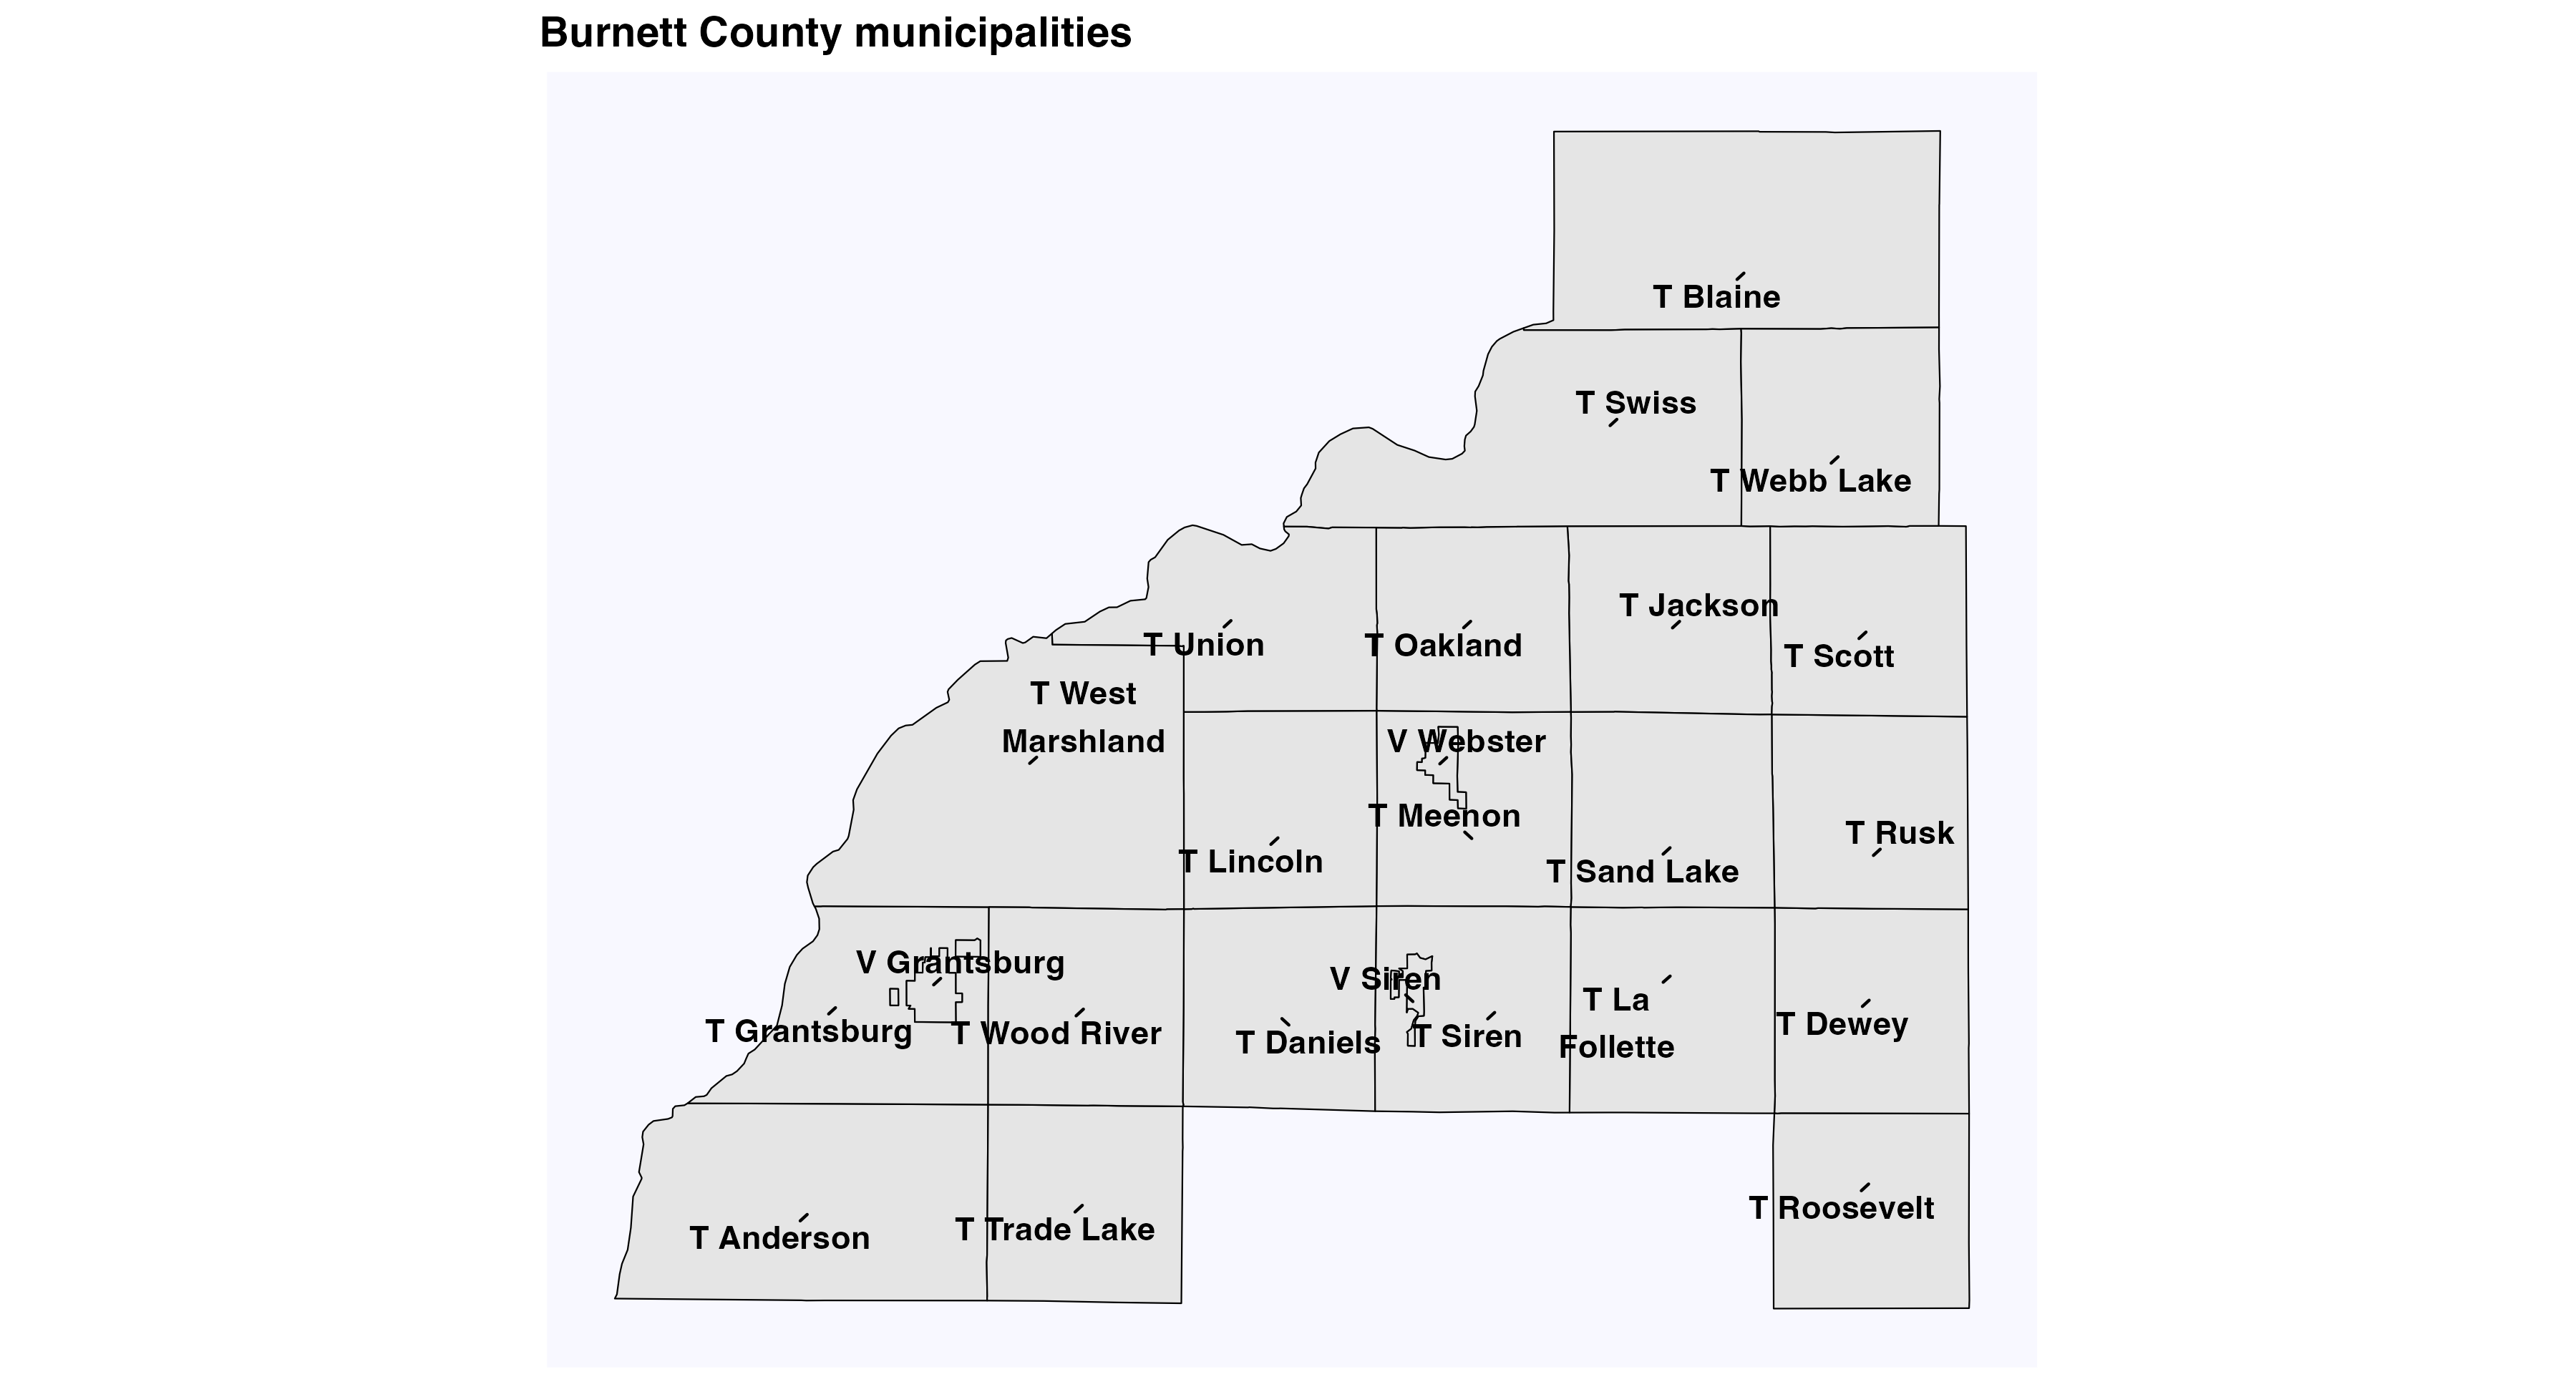 Burnett County municipalities
T Blaine
T Swiss
T Webb Lake
T Jackson
T Union
T Oakland
T Scott
T West
Marshland
V Webster
T Meenon
T Rusk
T Lincoln
T Sand Lake
V Grantsburg
V Siren
T La
Follette
T Dewey
T Grantsburg
T Wood River
T Daniels
T Siren
T Roosevelt
T Anderson
T Trade Lake